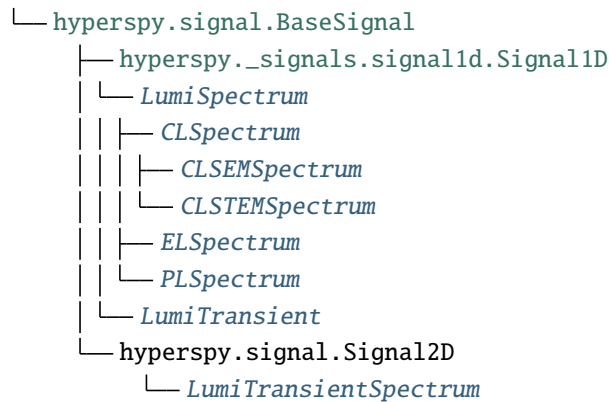 hyperspy.signal.BaseSignal
hyperspy._signals.signal1d.Signal1D
LumiSpectrum
CLSpectrum
CLSEMSpectrum
CLSTEMSpectrum
ELSpectrum
PLSpectrum
LumiTransient
hyperspy.signal.Signal2D
LumiTransientSpectrum